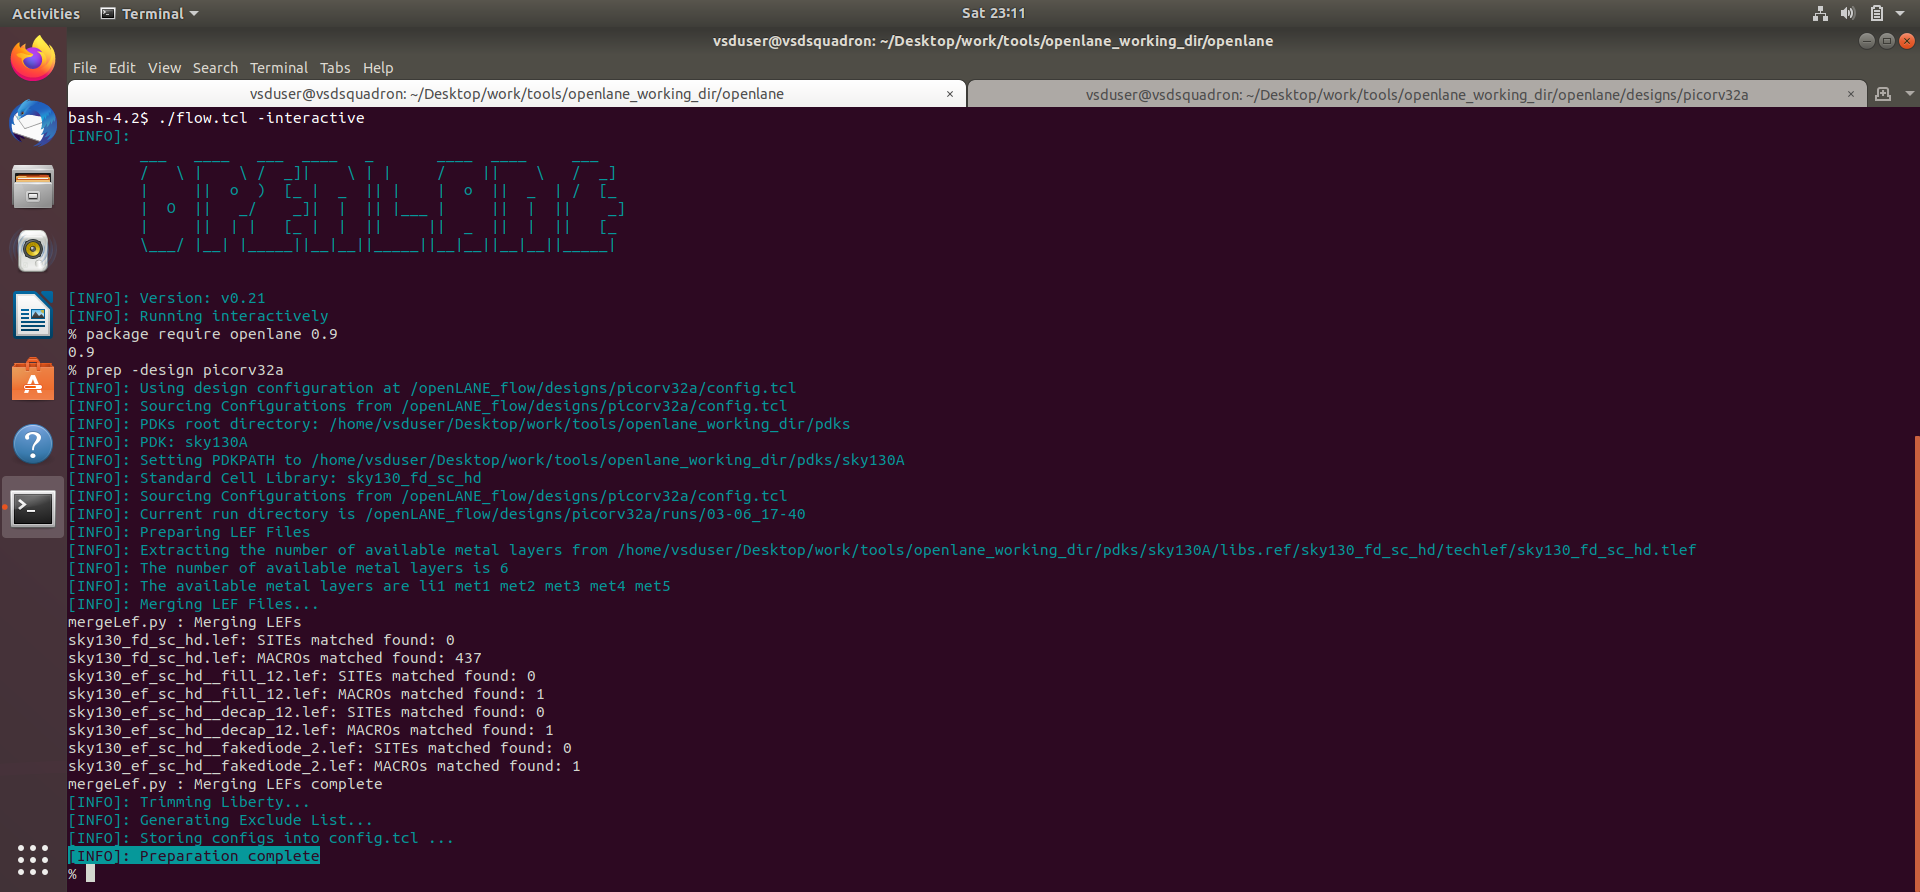 Activities Terminal Sat 23:11
vsduser@vsdsquadron: ~/Desktop/work/tools/openlane_working_dir/openlane
File Edit View Search Terminal Tabs Help
vsduser@vsdsquadron: ~/Desktop/work/tools/openlane_working_dir/openlane × vsduser@vsdsquadron: ~/Desktop/work/tools/openlane_working_dir/openlane/designs/picorv32a ×
bash-4.2$ ./flow.tcl -interactive
[INFO]:
OPENLANE
[INFO]: Version: v0.21
[INFO]: Running interactively
% package require openlane 0.9
0.9
% prep -design picorv32a
[INFO]: Using design configuration at /openLANE_flow/designs/picorv32a/config.tcl
[INFO]: Sourcing Configurations from /openLANE_flow/designs/picorv32a/config.tcl
[INFO]: PDKs root directory: /home/vsduser/Desktop/work/tools/openlane_working_dir/pdks
[INFO]: PDK: sky130A
[INFO]: Setting PDKPATH to /home/vsduser/Desktop/work/tools/openlane_working_dir/pdks/sky130A
[INFO]: Standard Cell Library: sky130_fd_sc_hd
[INFO]: Sourcing Configurations from /openLANE_flow/designs/picorv32a/config.tcl
[INFO]: Current run directory is /openLANE_flow/designs/picorv32a/runs/03-06_17-40
[INFO]: Preparing LEF Files
[INFO]: Extracting the number of available metal layers from /home/vsduser/Desktop/work/tools/openlane_working_dir/pdks/sky130A/libs.ref/sky130_fd_sc_hd/techlef/sky130_fd_sc_hd.tlef
[INFO]: The number of available metal layers is 6
[INFO]: The available metal layers are li1 met1 met2 met3 met4 met5
[INFO]: Merging LEF Files...
mergeLef.py : Merging LEFs
sky130_fd_sc_hd.lef: SITEs matched found: 0
sky130_fd_sc_hd.lef: MACROs matched found: 437
sky130_ef_sc_hd__fill_12.lef: SITEs matched found: 0
sky130_ef_sc_hd__fill_12.lef: MACROs matched found: 1
sky130_ef_sc_hd__decap_12.lef: SITEs matched found: 0
sky130_ef_sc_hd__decap_12.lef: MACROs matched found: 1
sky130_ef_sc_hd__fakediode_2.lef: SITEs matched found: 0
sky130_ef_sc_hd__fakediode_2.lef: MACROs matched found: 1
mergeLef.py : Merging LEFs complete
[INFO]: Trimming Liberty...
[INFO]: Generating Exclude List...
[INFO]: Storing configs into config.tcl ...
[INFO]: Preparation complete
%